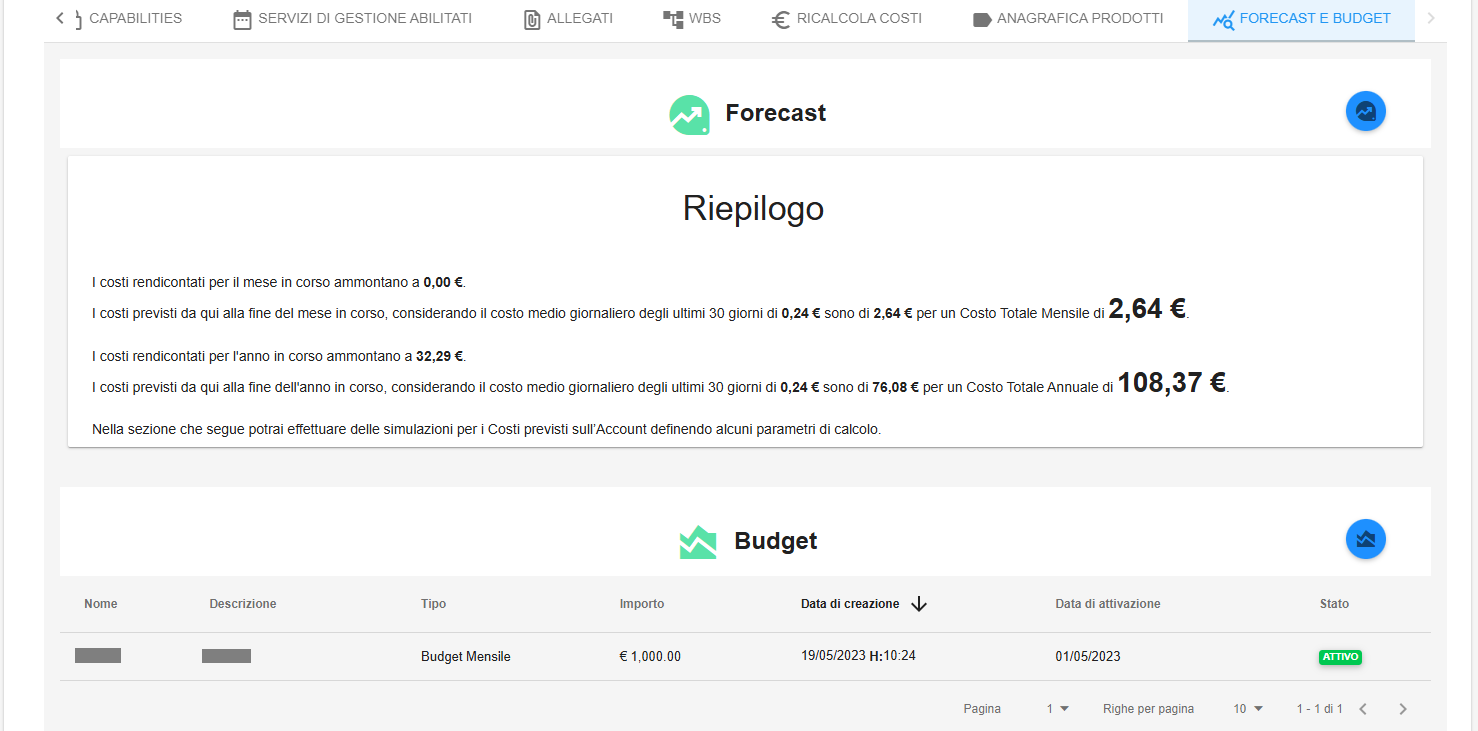 CAPABILITIES SERVIZI DI GESTIONE ABILITATI ALLEGATI WBS RICALCOLA COSTI ANAGRAFICA PRODOTTI FORECAST E BUDGET
Forecast
Riepilogo
I costi rendicontati per il mese in corso ammontano a 0,00 €.
I costi previsti da qui alla fine del mese in corso, considerando il costo medio giornaliero degli ultimi 30 giorni di 0,24 € sono di 2,64 € per un Costo Totale Mensile di 2,64 €.
I costi rendicontati per l'anno in corso ammontano a 32,29 €.
I costi previsti da qui alla fine dell'anno in corso, considerando il costo medio giornaliero degli ultimi 30 giorni di 0,24 € sono di 76,08 € per un Costo Totale Annuale di 108,37 €.
Nella sezione che segue potrai effettuare delle simulazioni per i Costi previsti sull'Account definendo alcuni parametri di calcolo.
Budget
Nome Descrizione Tipo Importo Data di creazione Data di attivazione Stato
Budget Mensile € 1,000.00 19/05/2023 H:10:24 01/05/2023 ATTIVO
Pagina 1 Righe per pagina 10 1 - 1 di 1